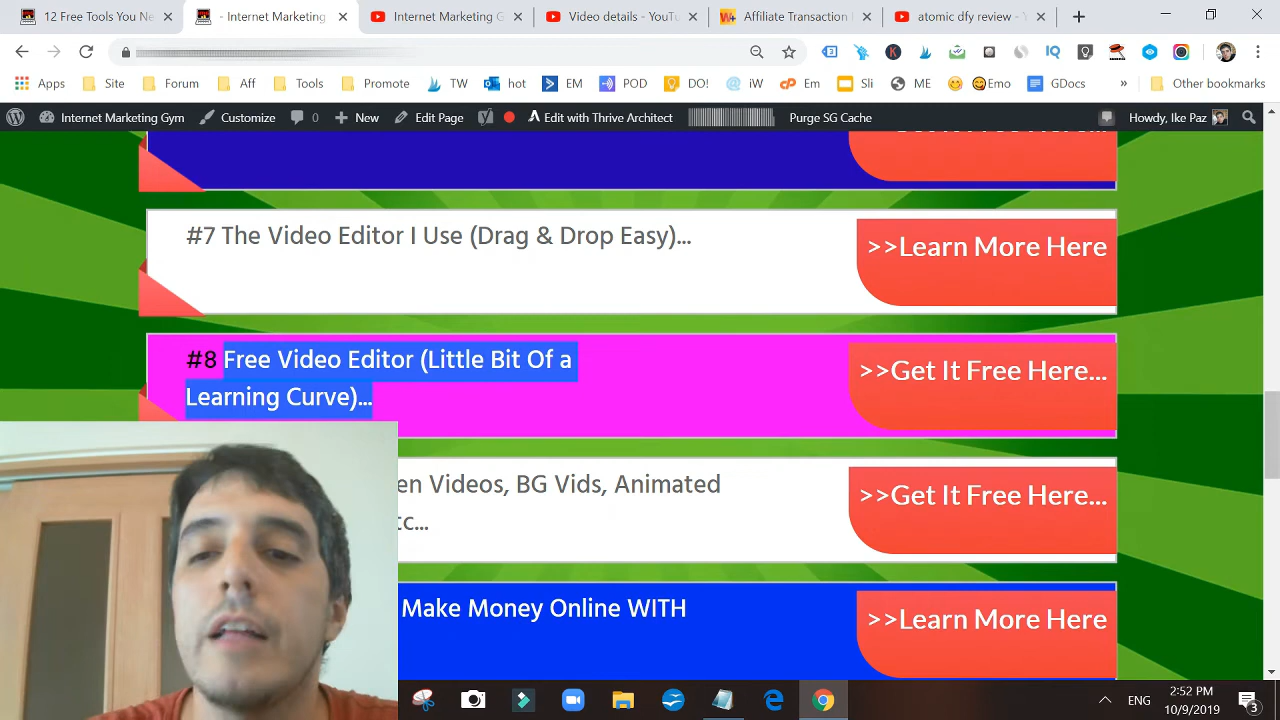 12 Free Tools You Ne
- Internet Marketing
Internet Marketing G
Video details - YouTu
Affiliate Transaction
atomic dfy review - Y
Apps
Site
Forum
Aff
Tools
Promote
TW
hot
EM
POD
DO!
iW
Em
Sli
ME
Emo
GDocs
»
Other bookmarks
Internet Marketing Gym
Customize
0
New
Edit Page
Edit with Thrive Architect
Purge SG Cache
Howdy, Ike Paz
#7 The Video Editor I Use (Drag & Drop Easy)...
>>Learn More Here
#8 Free Video Editor (Little Bit Of a
Learning Curve)...
>>Get It Free Here...
en Videos, BG Vids, Animated
tc...
>>Get It Free Here...
Make Money Online WITH
>>Learn More Here
ENG
2:52 PM
10/9/2019
3